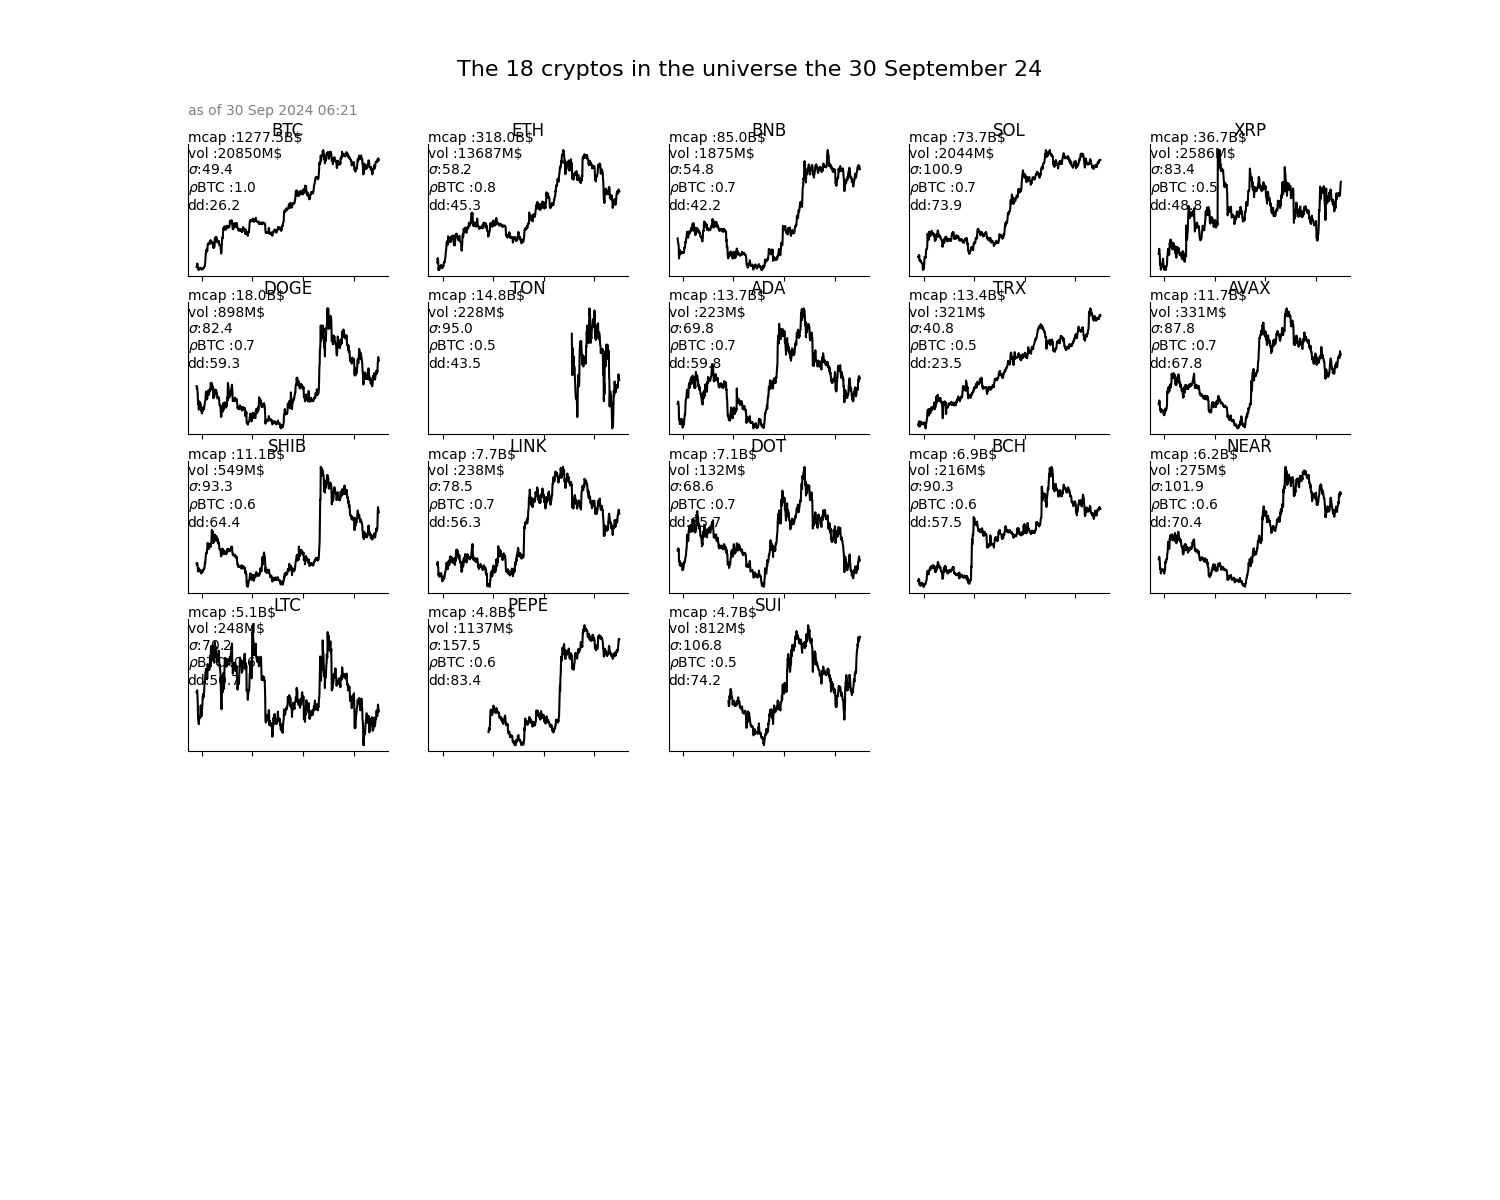 The 18 cryptos in the universe the 30 September 24
as of 30 Sep 2024 06:21
BTC
mcap :1277.5B$
vol :20850M$
σ:49.4
ρBTC :1.0
dd:26.2
ETH
mcap :318.0B$
vol :13687M$
σ:58.2
ρBTC :0.8
dd:45.3
BNB
mcap :85.0B$
vol :1875M$
σ:54.8
ρBTC :0.7
dd:42.2
SOL
mcap :73.7B$
vol :2044M$
σ:100.9
ρBTC :0.7
dd:73.9
XRP
mcap :36.7B$
vol :2586M$
σ:83.4
ρBTC :0.5
dd:48.8
DOGE
mcap :18.0B$
vol :898M$
σ:82.4
ρBTC :0.7
dd:59.3
TON
mcap :14.8B$
vol :228M$
σ:95.0
ρBTC :0.5
dd:43.5
ADA
mcap :13.7B$
vol :223M$
σ:69.8
ρBTC :0.7
dd:59.8
TRX
mcap :13.4B$
vol :321M$
σ:40.8
ρBTC :0.5
dd:23.5
AVAX
mcap :11.7B$
vol :331M$
σ:87.8
ρBTC :0.7
dd:67.8
SHIB
mcap :11.1B$
vol :549M$
σ:93.3
ρBTC :0.6
dd:64.4
LINK
mcap :7.7B$
vol :238M$
σ:78.5
ρBTC :0.7
dd:56.3
DOT
mcap :7.1B$
vol :132M$
σ:68.6
ρBTC :0.7
BCH
mcap :6.9B$
vol :216M$
σ:90.3
ρBTC :0.6
dd:57.5
NEAR
mcap :6.2B$
vol :275M$
σ:101.9
ρBTC :0.6
dd:70.4
LTC
mcap :5.1B$
vol :248M$
σ:70.2
ρBTC :0.6
PEPE
mcap :4.8B$
vol :1137M$
σ:157.5
ρBTC :0.6
dd:83.4
SUI
mcap :4.7B$
vol :812M$
σ:106.8
ρBTC :0.5
dd:74.2